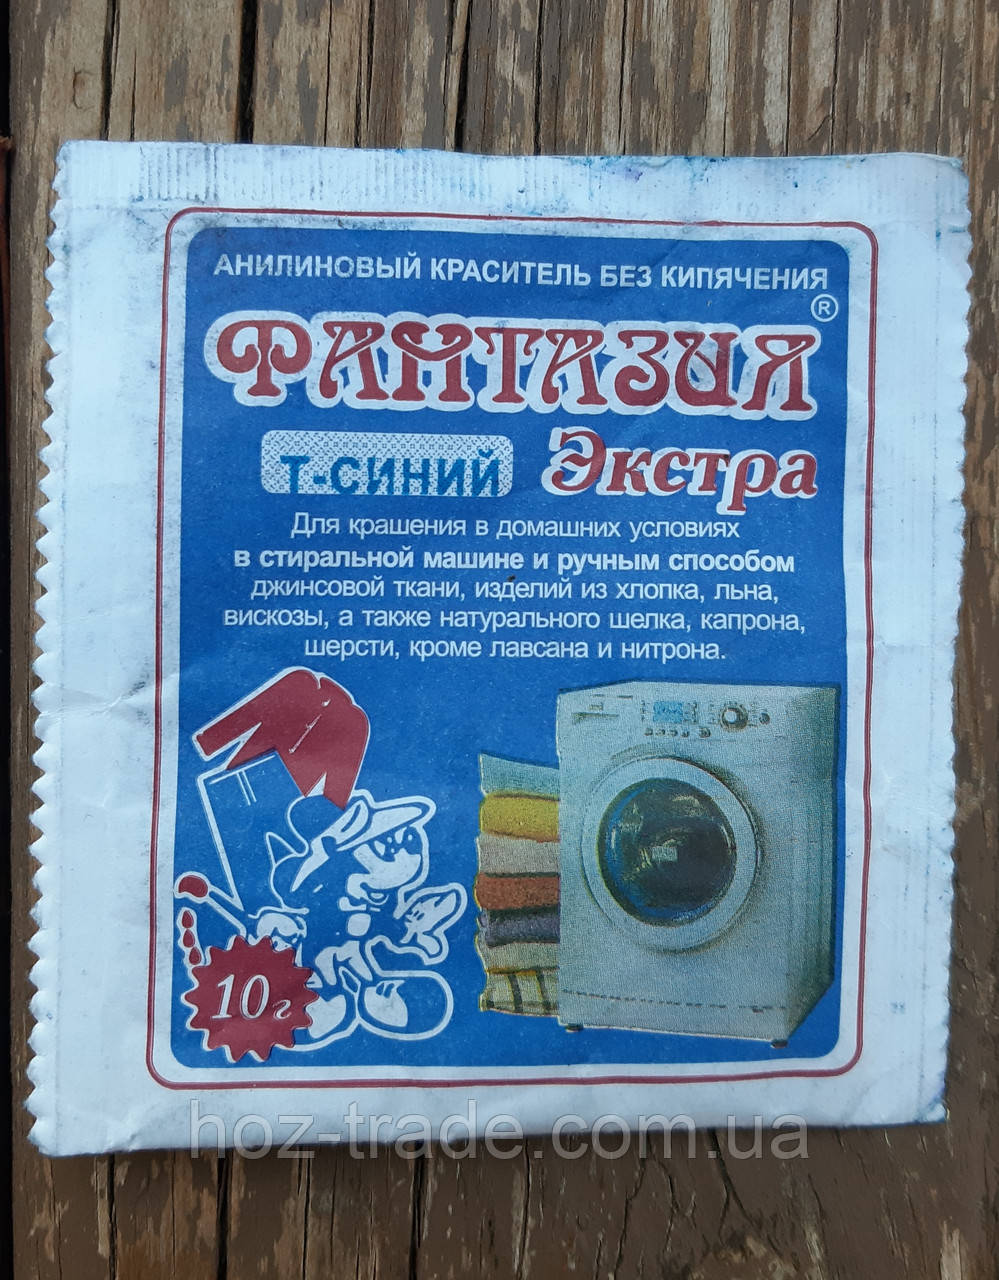 АНИЛИНОВЫЙ КРАСИТЕЛЬ БЕЗ КИПЯЧЕНИЯ
ФАНТАЗИЯ ®
Т-СИНИЙ
Экстра
Для крашения в домашних условиях
в стиральной машине и ручным способом
джинсовой ткани, изделий из хлопка, льна,
вискозы, а также натурального шелка, капрона,
шерсти, кроме лавсана и нитрона.
10 г
hoz-trade.com.ua